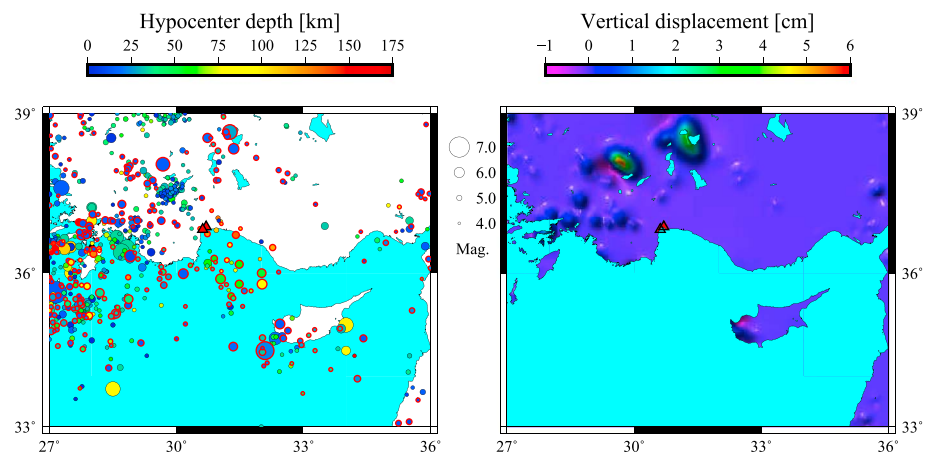 Hypocenter depth [km]
0 25 50 75 100 125 150 175
Vertical displacement [cm]
−1 0 1 2 3 4 5 6
39˚
36˚
33˚
27˚ 30˚ 33˚ 36˚
7.0
6.0
5.0
4.0
Mag.
39˚
36˚
33˚
27˚ 30˚ 33˚ 36˚